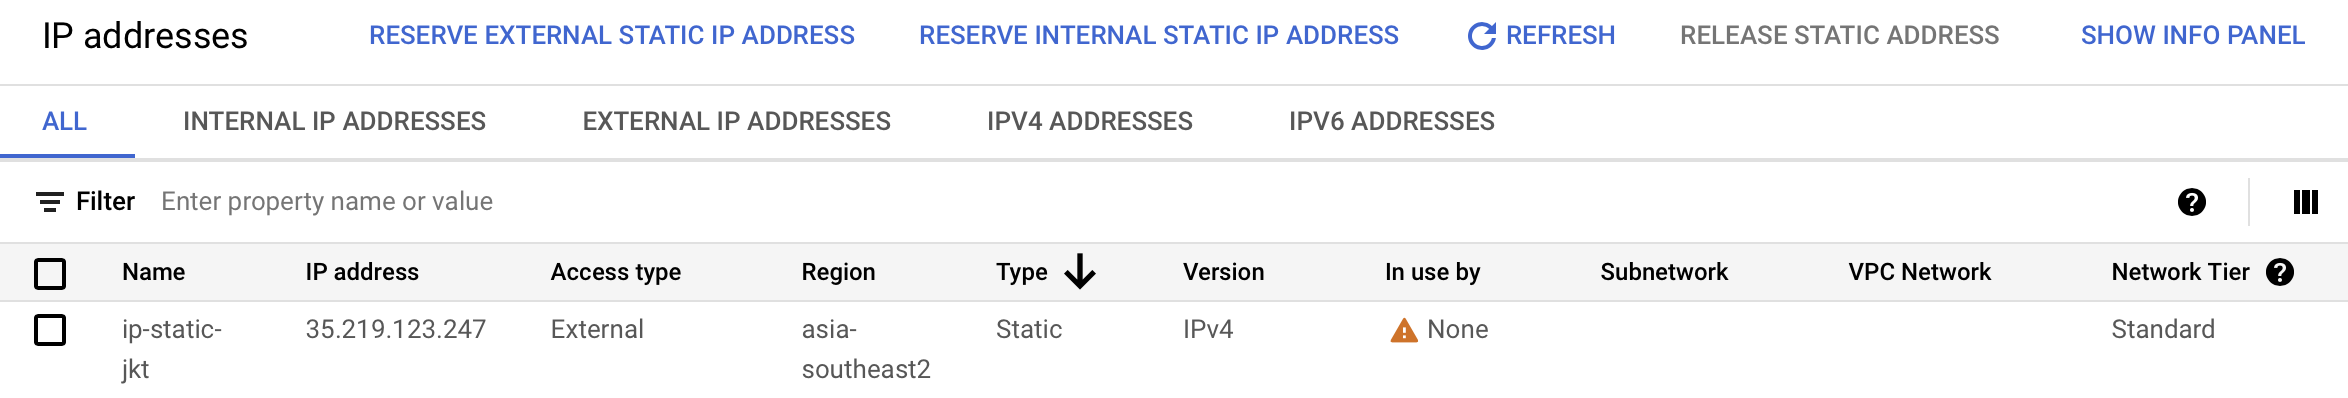 IP addresses RESERVE EXTERNAL STATIC IP ADDRESS RESERVE INTERNAL STATIC IP ADDRESS REFRESH RELEASE STATIC ADDRESS SHOW INFO PANEL
ALL INTERNAL IP ADDRESSES EXTERNAL IP ADDRESSES IPV4 ADDRESSES IPV6 ADDRESSES
Filter Enter property name or value
Name IP address Access type Region Type Version In use by Subnetwork VPC Network Network Tier
ip-static- 35.219.123.247 External asia- Static IPv4 None Standard
jkt southeast2